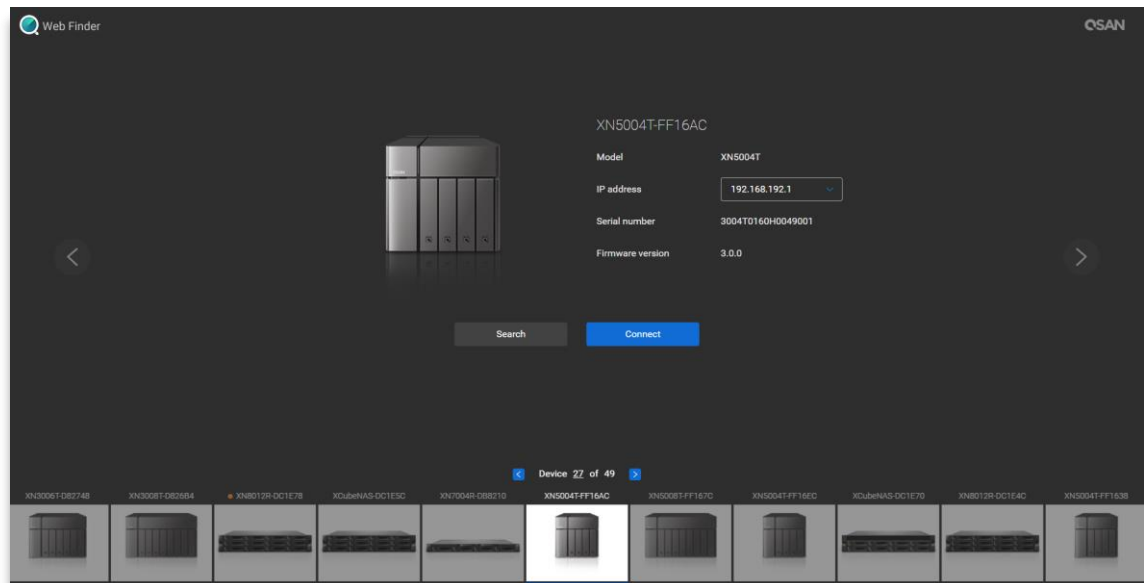 Web Finder
QSAN
XN5004T-FF16AC
Model XN5004T
IP address 192.168.192.1
Serial number 3004T0160H0049001
Firmware version 3.0.0
Search Connect
Device 27 of 49
XN3006T-D82748 XN3008T-D826B4 XN8012R-DC1E78 XCubeNAS-DC1E5C XN7004R-DB8210 XN5004T-FF16AC XN5008T-FF167C XN5004T-FF16EC XCubeNAS-DC1E70 XN8012R-DC1E4C XN5004T-FF1638